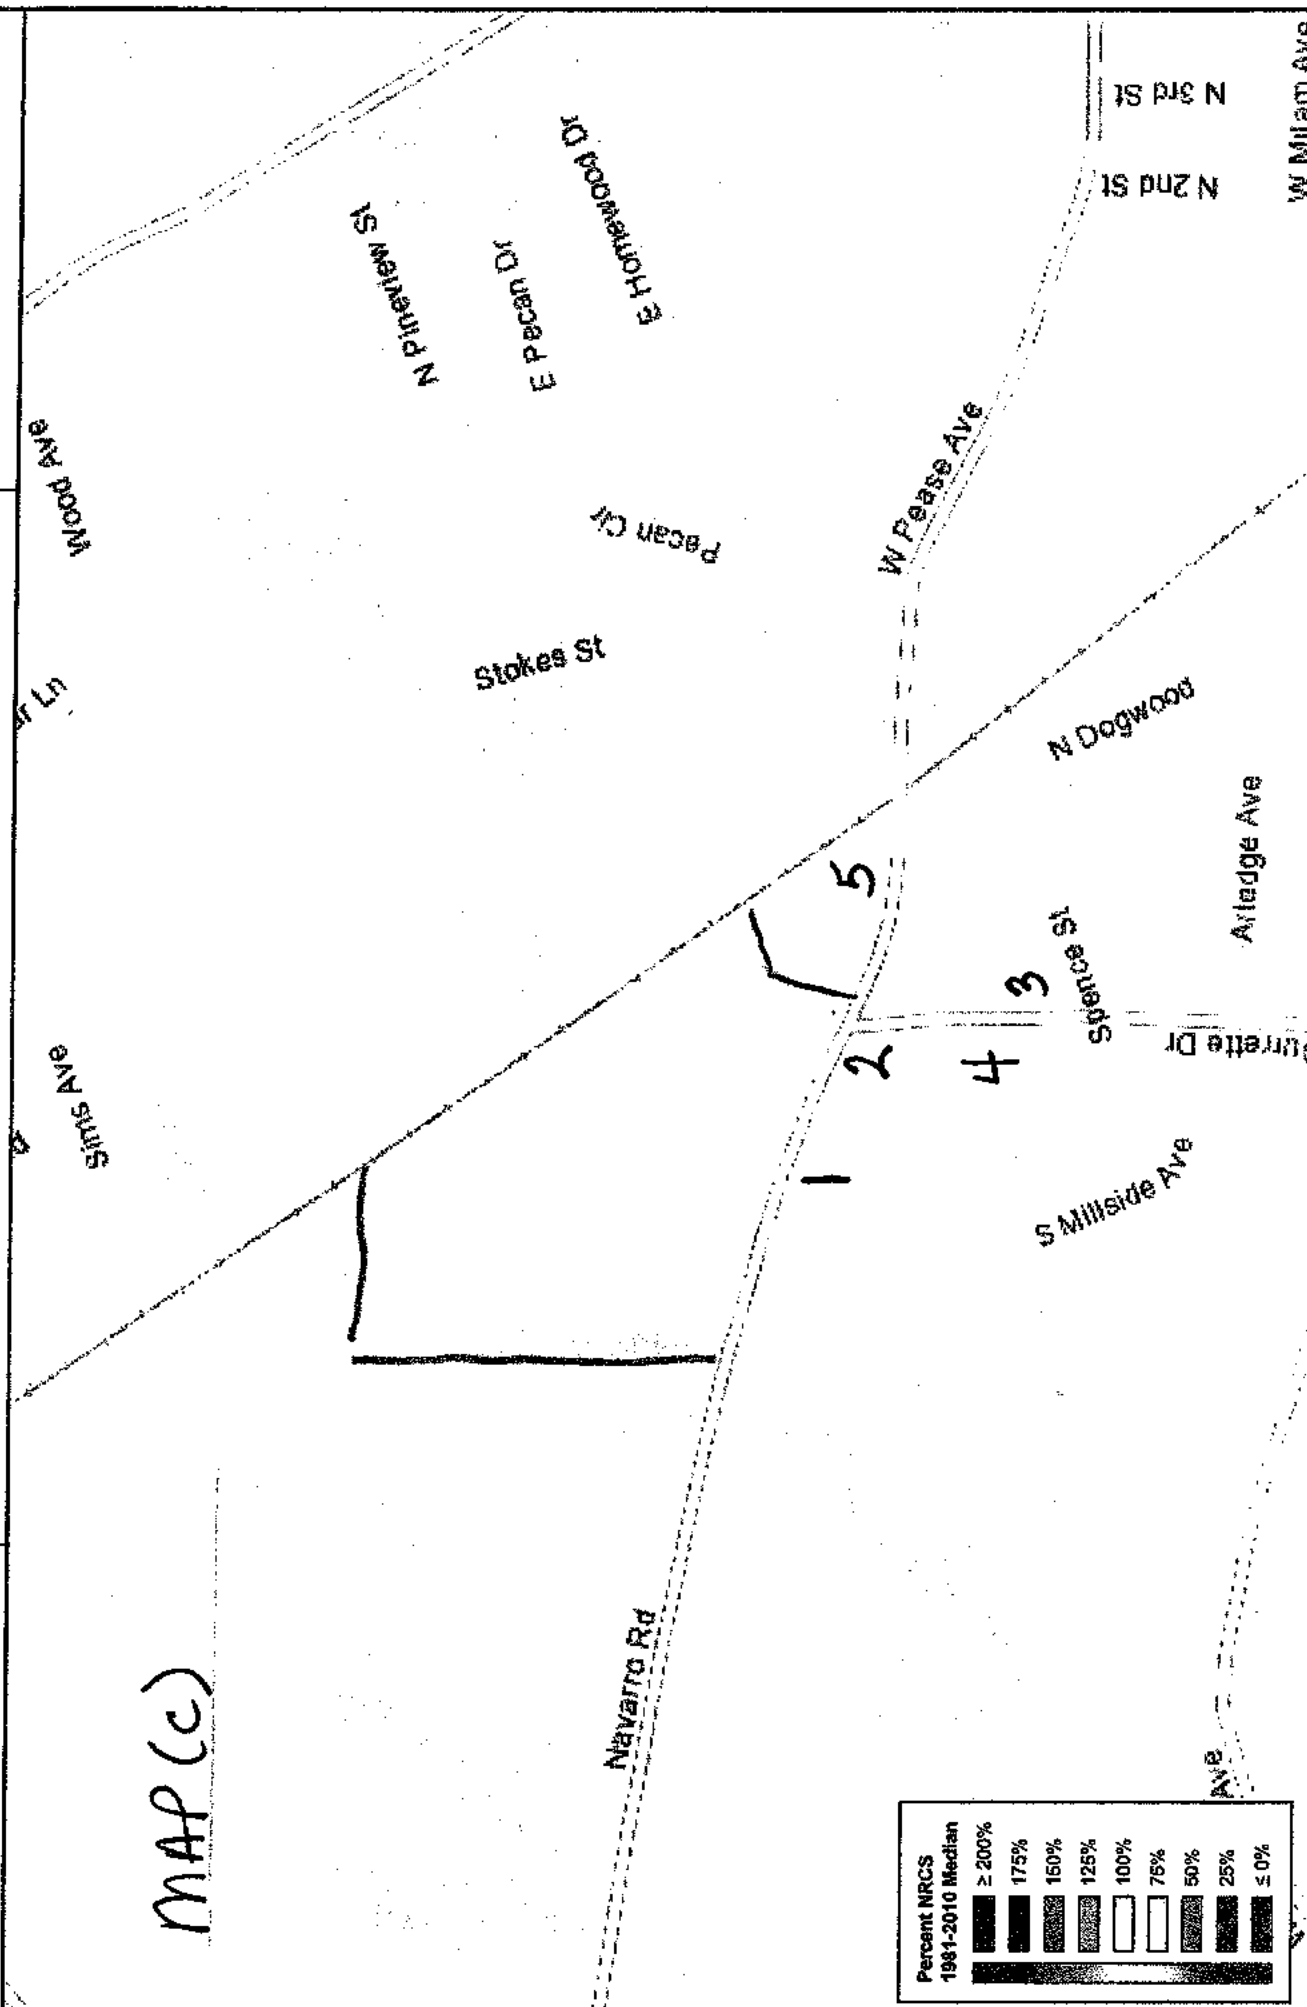 MAP (C)
Sims Ave
Wood Ave
Ln
N Pineview St
E Pecan Dr
E Homewood Dr
Stokes St
Pecan Cir
Navarro Rd
W Pease Ave
N 2nd St
N 3rd St
1
2
3
4
5
S Millside Ave
Spence St
N Dogwood
Arledge Ave
W Milam Ave
Ave
Percent NRCS
1981-2010 Median
≥ 200%
175%
150%
125%
100%
75%
50%
25%
≤ 0%